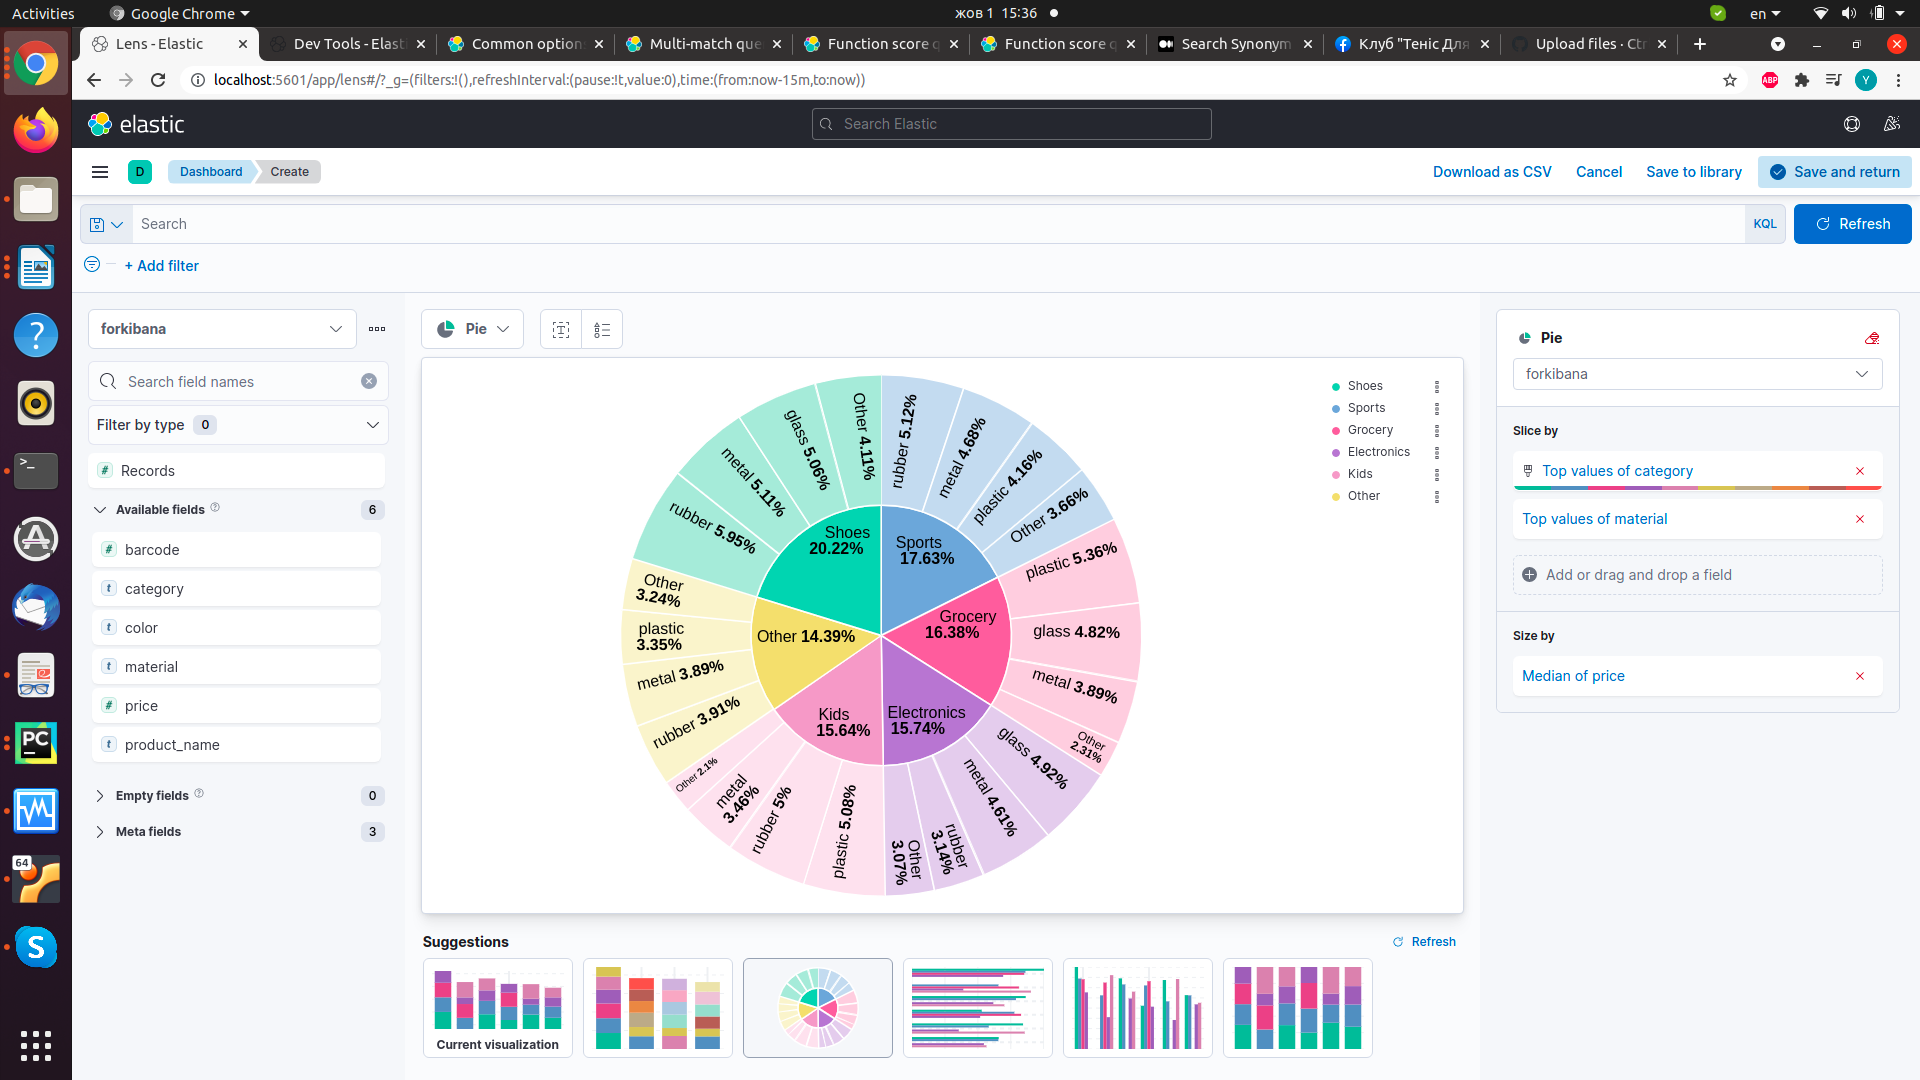 Activities
Google Chrome
жов 1 15:36
en
Lens - Elastic
Dev Tools - Elast
Common option
Multi-match que
Function score q
Function score q
Search Synonym
Клуб "Теніс Для
Upload files · Ctr
localhost:5601/app/lens#/?_g=(filters:!(),refreshInterval:(pause:!t,value:0),time:(from:now-15m,to:now))
ABP
Y
elastic
Search Elastic
D
Dashboard
Create
Download as CSV
Cancel
Save to library
Save and return
Search
KQL
Refresh
+ Add filter
forkibana
Search field names
Filter by type 0
Records
Available fields 6
barcode
category
color
material
price
product_name
Empty fields 0
Meta fields 3
Pie
Shoes 20.22%
Sports 17.63%
Grocery 16.38%
Electronics 15.74%
Kids 15.64%
Other 14.39%
rubber 5.12%
metal 4.68%
plastic 4.16%
Other 3.66%
plastic 5.36%
glass 4.82%
metal 3.89%
Other 2.31%
glass 4.92%
metal 4.61%
rubber 3.14%
Other 3.07%
plastic 5.08%
rubber 5%
metal 3.46%
Other 2.1%
rubber 3.91%
metal 3.89%
plastic 3.35%
Other 3.24%
rubber 5.95%
metal 5.11%
glass 5.06%
Other 4.11%
Shoes
Sports
Grocery
Electronics
Kids
Other
Pie
forkibana
Slice by
Top values of category
Top values of material
Add or drag and drop a field
Size by
Median of price
Suggestions
Refresh
Current visualization
PC
64